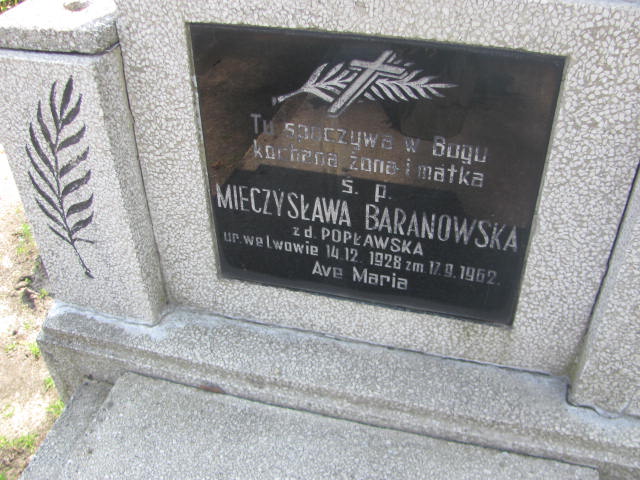 Tu spoczywa w Bogu
kochana żona i matka
ś. p.
MIECZYSŁAWA BARANOWSKA
z d. POPŁAWSKA
ur. we Lwowie 14.12.1928 zm 17.9.1962.
Ave Maria